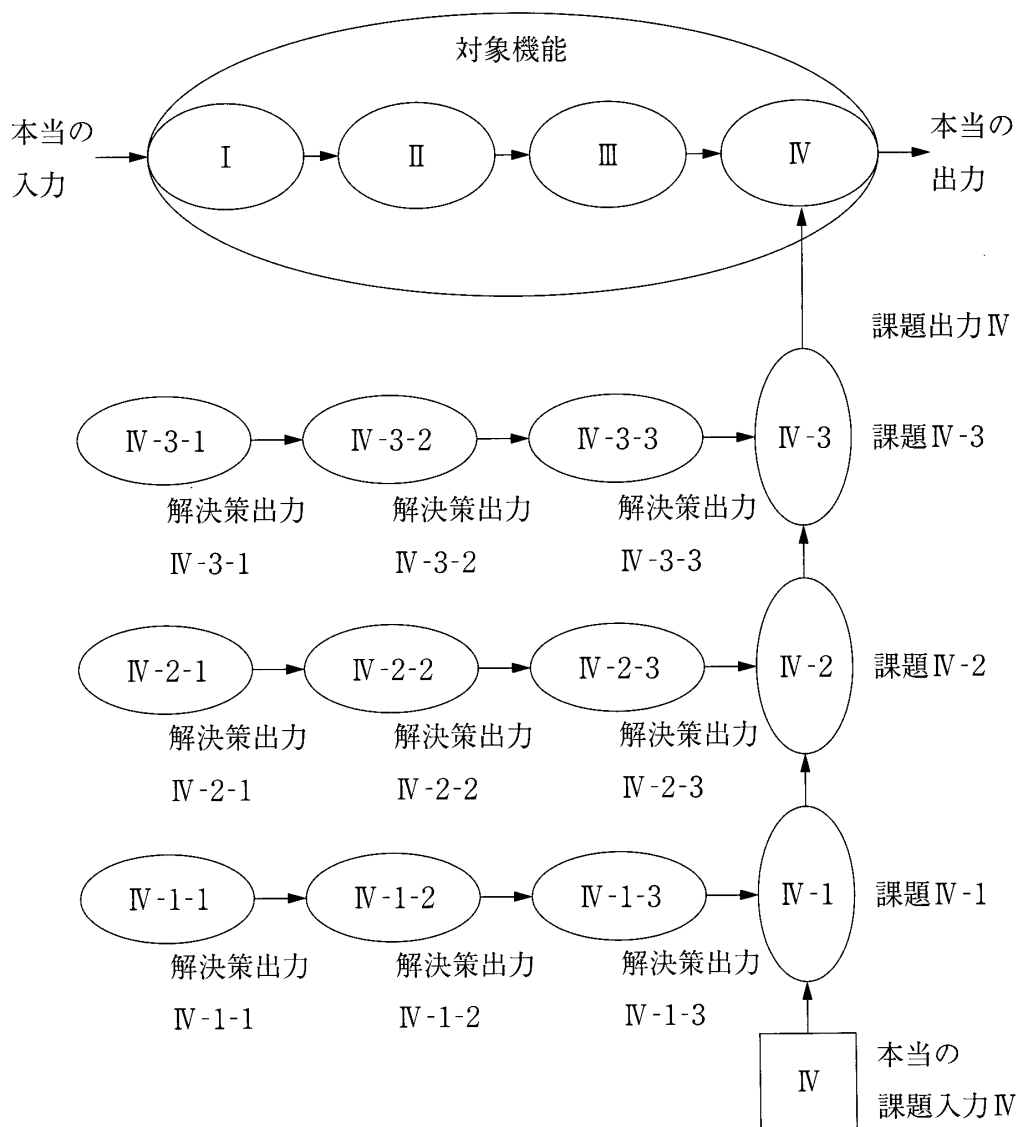 対象機能
本当の
入力
Ⅰ
Ⅱ
Ⅲ
Ⅳ
本当の
出力
課題出力Ⅳ
Ⅳ-3-1
Ⅳ-3-2
Ⅳ-3-3
Ⅳ-3
課題Ⅳ-3
解決策出力
Ⅳ-3-1
解決策出力
Ⅳ-3-2
解決策出力
Ⅳ-3-3
Ⅳ-2-1
Ⅳ-2-2
Ⅳ-2-3
Ⅳ-2
課題Ⅳ-2
解決策出力
Ⅳ-2-1
解決策出力
Ⅳ-2-2
解決策出力
Ⅳ-2-3
Ⅳ-1-1
Ⅳ-1-2
Ⅳ-1-3
Ⅳ-1
課題Ⅳ-1
解決策出力
Ⅳ-1-1
解決策出力
Ⅳ-1-2
解決策出力
Ⅳ-1-3
Ⅳ
本当の
課題入力Ⅳ